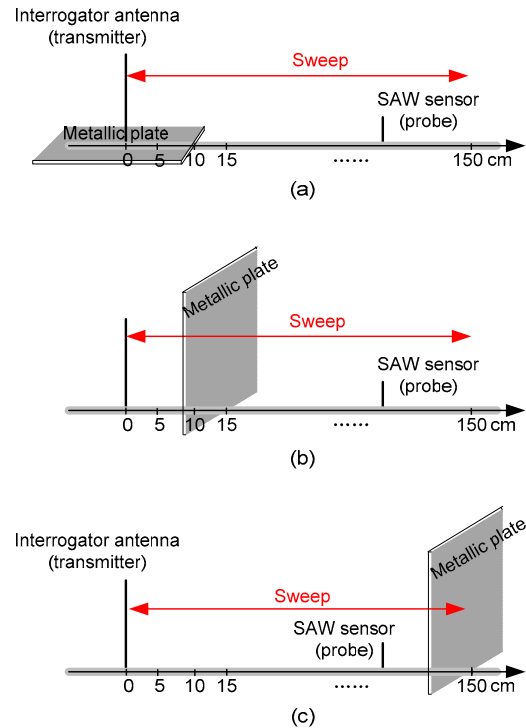 Interrogator antenna
(transmitter)
Sweep
SAW sensor
(probe)
Metallic plate
0 5 10 15 ...... 150 cm
(a)
Metallic plate
Sweep
SAW sensor
(probe)
0 5 10 15 ...... 150 cm
(b)
Interrogator antenna
(transmitter)
Metallic plate
Sweep
SAW sensor
(probe)
0 5 10 15 ...... 150 cm
(c)